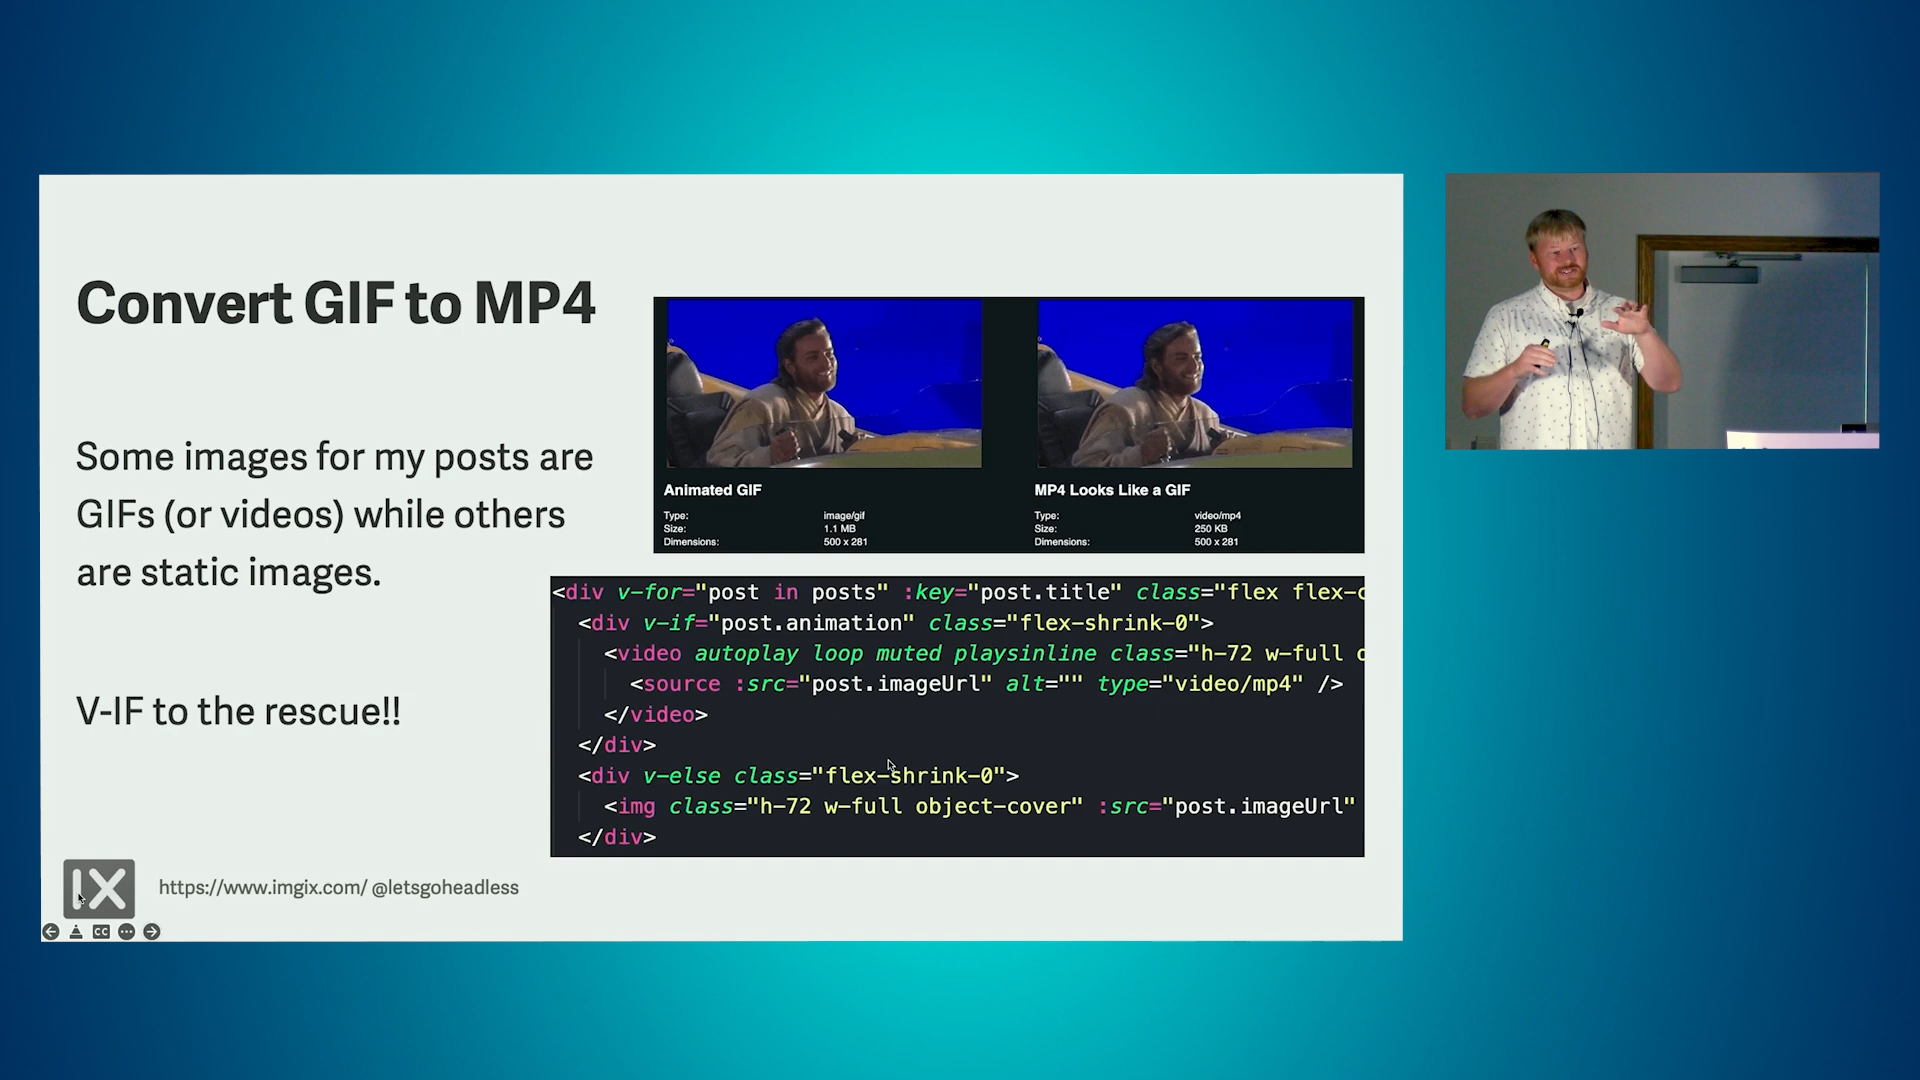 Convert GIF to MP4
Some images for my posts are
GIFs (or videos) while others
are static images.
V-IF to the rescue!!
Animated GIF
Type: image/gif
Size: 1.1 MB
Dimensions: 500 x 281
MP4 Looks Like a GIF
Type: video/mp4
Size: 250 KB
Dimensions: 500 x 281
<div v-for="post in posts" :key="post.title" class="flex flex-c
<div v-if="post.animation" class="flex-shrink-0">
<video autoplay loop muted playsinline class="h-72 w-full o
<source :src="post.imageUrl" alt="" type="video/mp4" />
</video>
</div>
<div v-else class="flex-shrink-0">
<img class="h-72 w-full object-cover" :src="post.imageUrl"
</div>
IX
https://www.imgix.com/ @letsgoheadless
CC